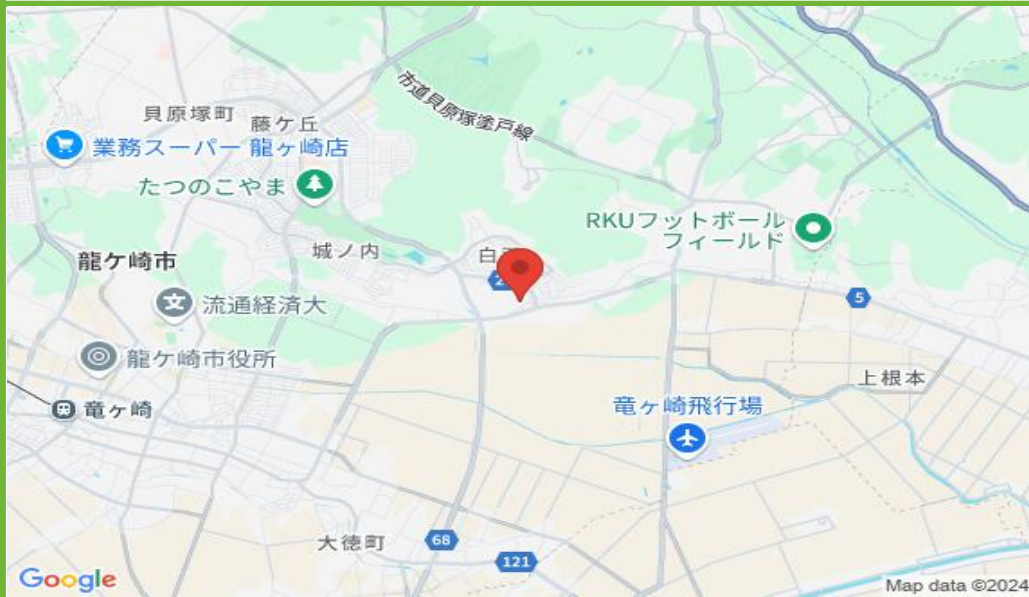 市道貝原塚塗戸線
貝原塚町
藤ケ丘
業務スーパー 龍ヶ崎店
たつのこやま
RKUフットボール
フィールド
城ノ内
龍ケ崎市
5
流通経済大
龍ケ崎市役所
上根本
竜ヶ崎
竜ヶ崎飛行場
大徳町
68
121
Google
Map data ©2024